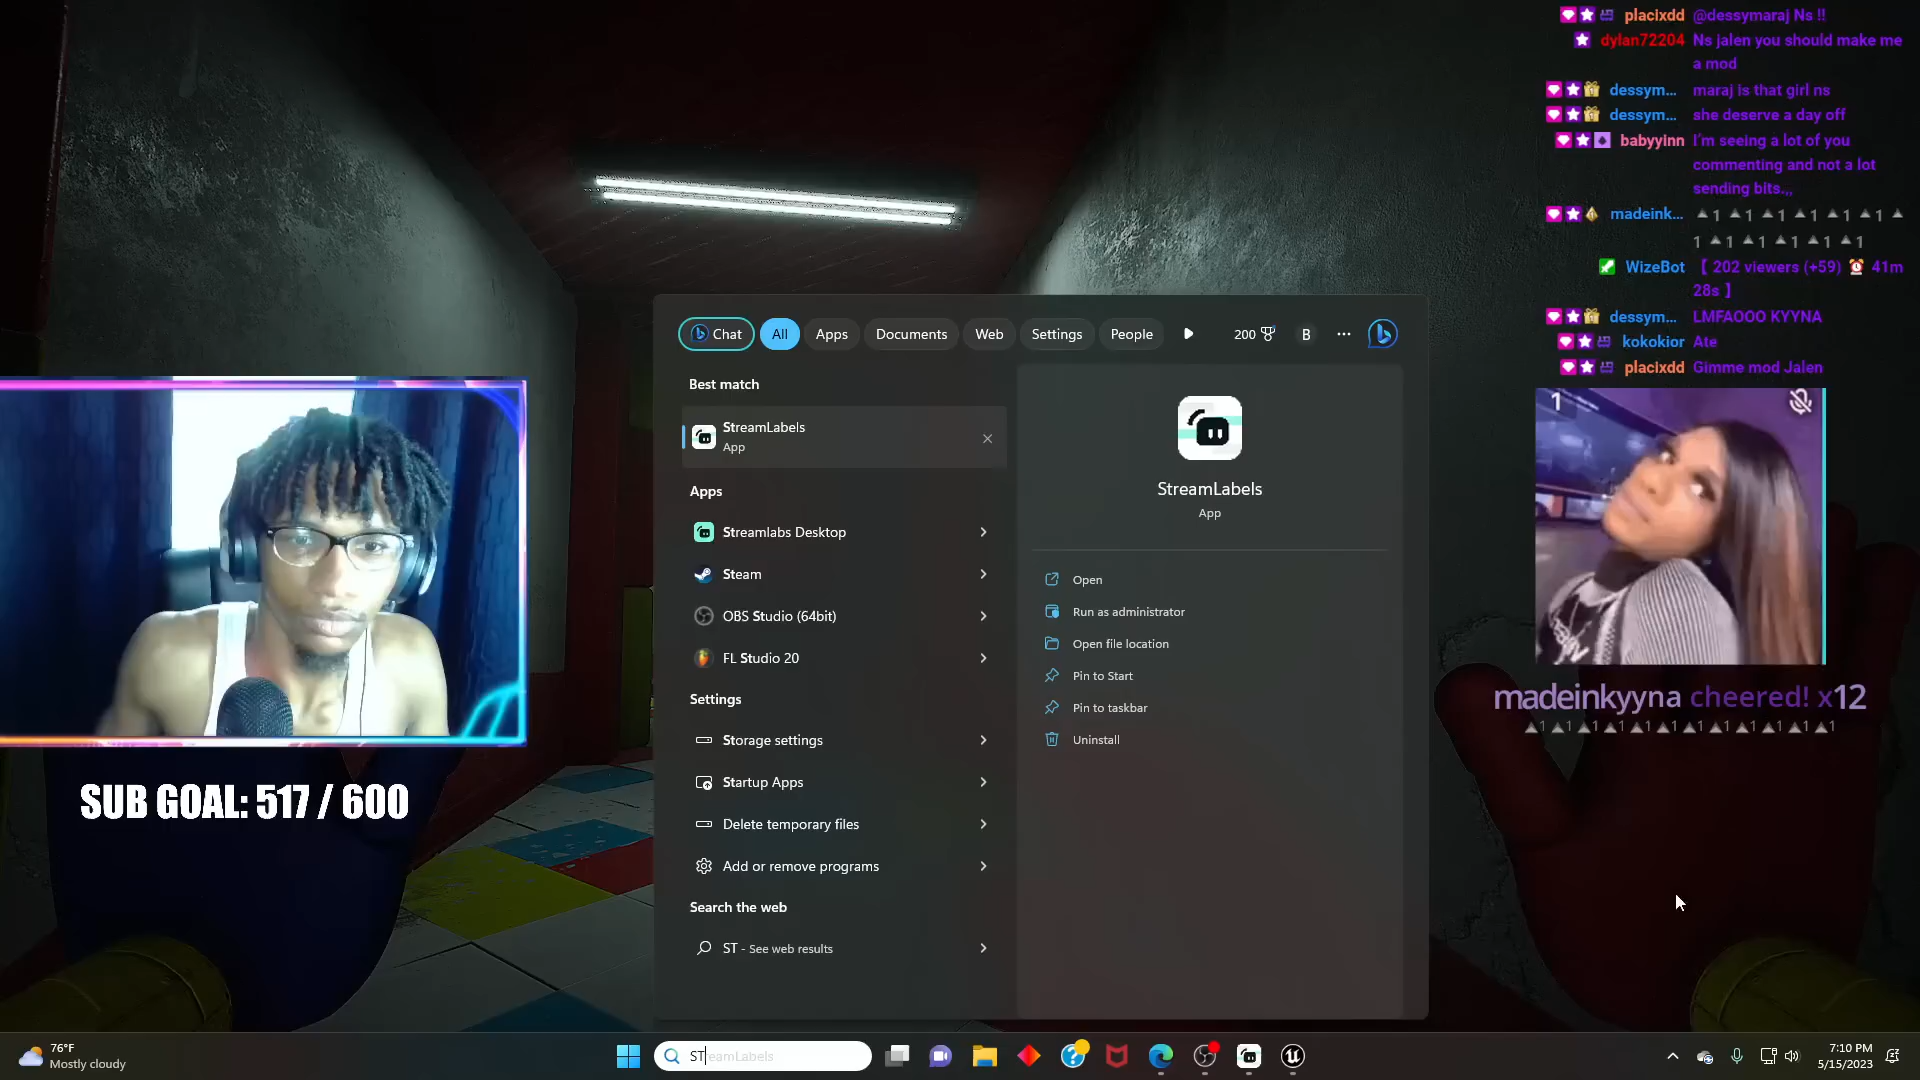 placixdd @dessymaraj Ns !!
dylan72204 Ns jalen you should make me
a mod
dessym... maraj is that girl ns
dessym... she deserve a day off
babyyinn I'm seeing a lot of you
commenting and not a lot
sending bits...
madeink... 1 1 1 1 1 1
1 1 1 1 1 1
WizeBot [ 202 viewers (+59) ⏰ 41m
28s ]
dessym... LMFAOOO KYYNA
kokokior Ate
placixdd Gimme mod Jalen
Chat All Apps Documents Web Settings People 200 B
Best match
StreamLabels
App
Apps
Streamlabs Desktop
Steam
OBS Studio (64bit)
FL Studio 20
Settings
Storage settings
Startup Apps
Delete temporary files
Add or remove programs
Search the web
ST - See web results
StreamLabels
App
Open
Run as administrator
Open file location
Pin to Start
Pin to taskbar
Uninstall
1
madeinkyyna cheered! x12
1 1 1 1 1 1 1 1 1 1 1 1
SUB GOAL: 517 / 600
76°F
Mostly cloudy
STreamLabels
7:10 PM
5/15/2023